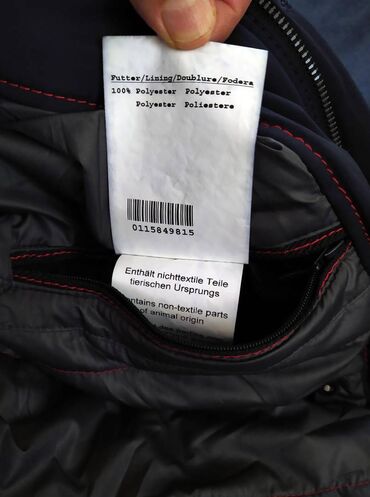 Futter/Lining/Doublure/Fodera
100% Polyester Polyester
Polyester Poliestere
0115849815
Enthält nichttextile Teile
tierischen Ursprungs
ntains non-textile parts
of animal origin